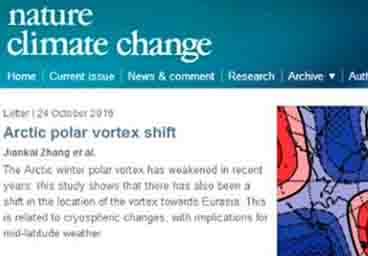 nature
climate change
Home | Current issue | News & comment | Research | Archive ▼ | Auth
Letter | 24 October 2016
Arctic polar vortex shift
Jiankai Zhang et al.
The Arctic winter polar vortex has weakened in recent
years: this study shows that there has also been a
shift in the location of the vortex towards Eurasia. This
is related to cryospheric changes, with implications for
mid-latitude weather.